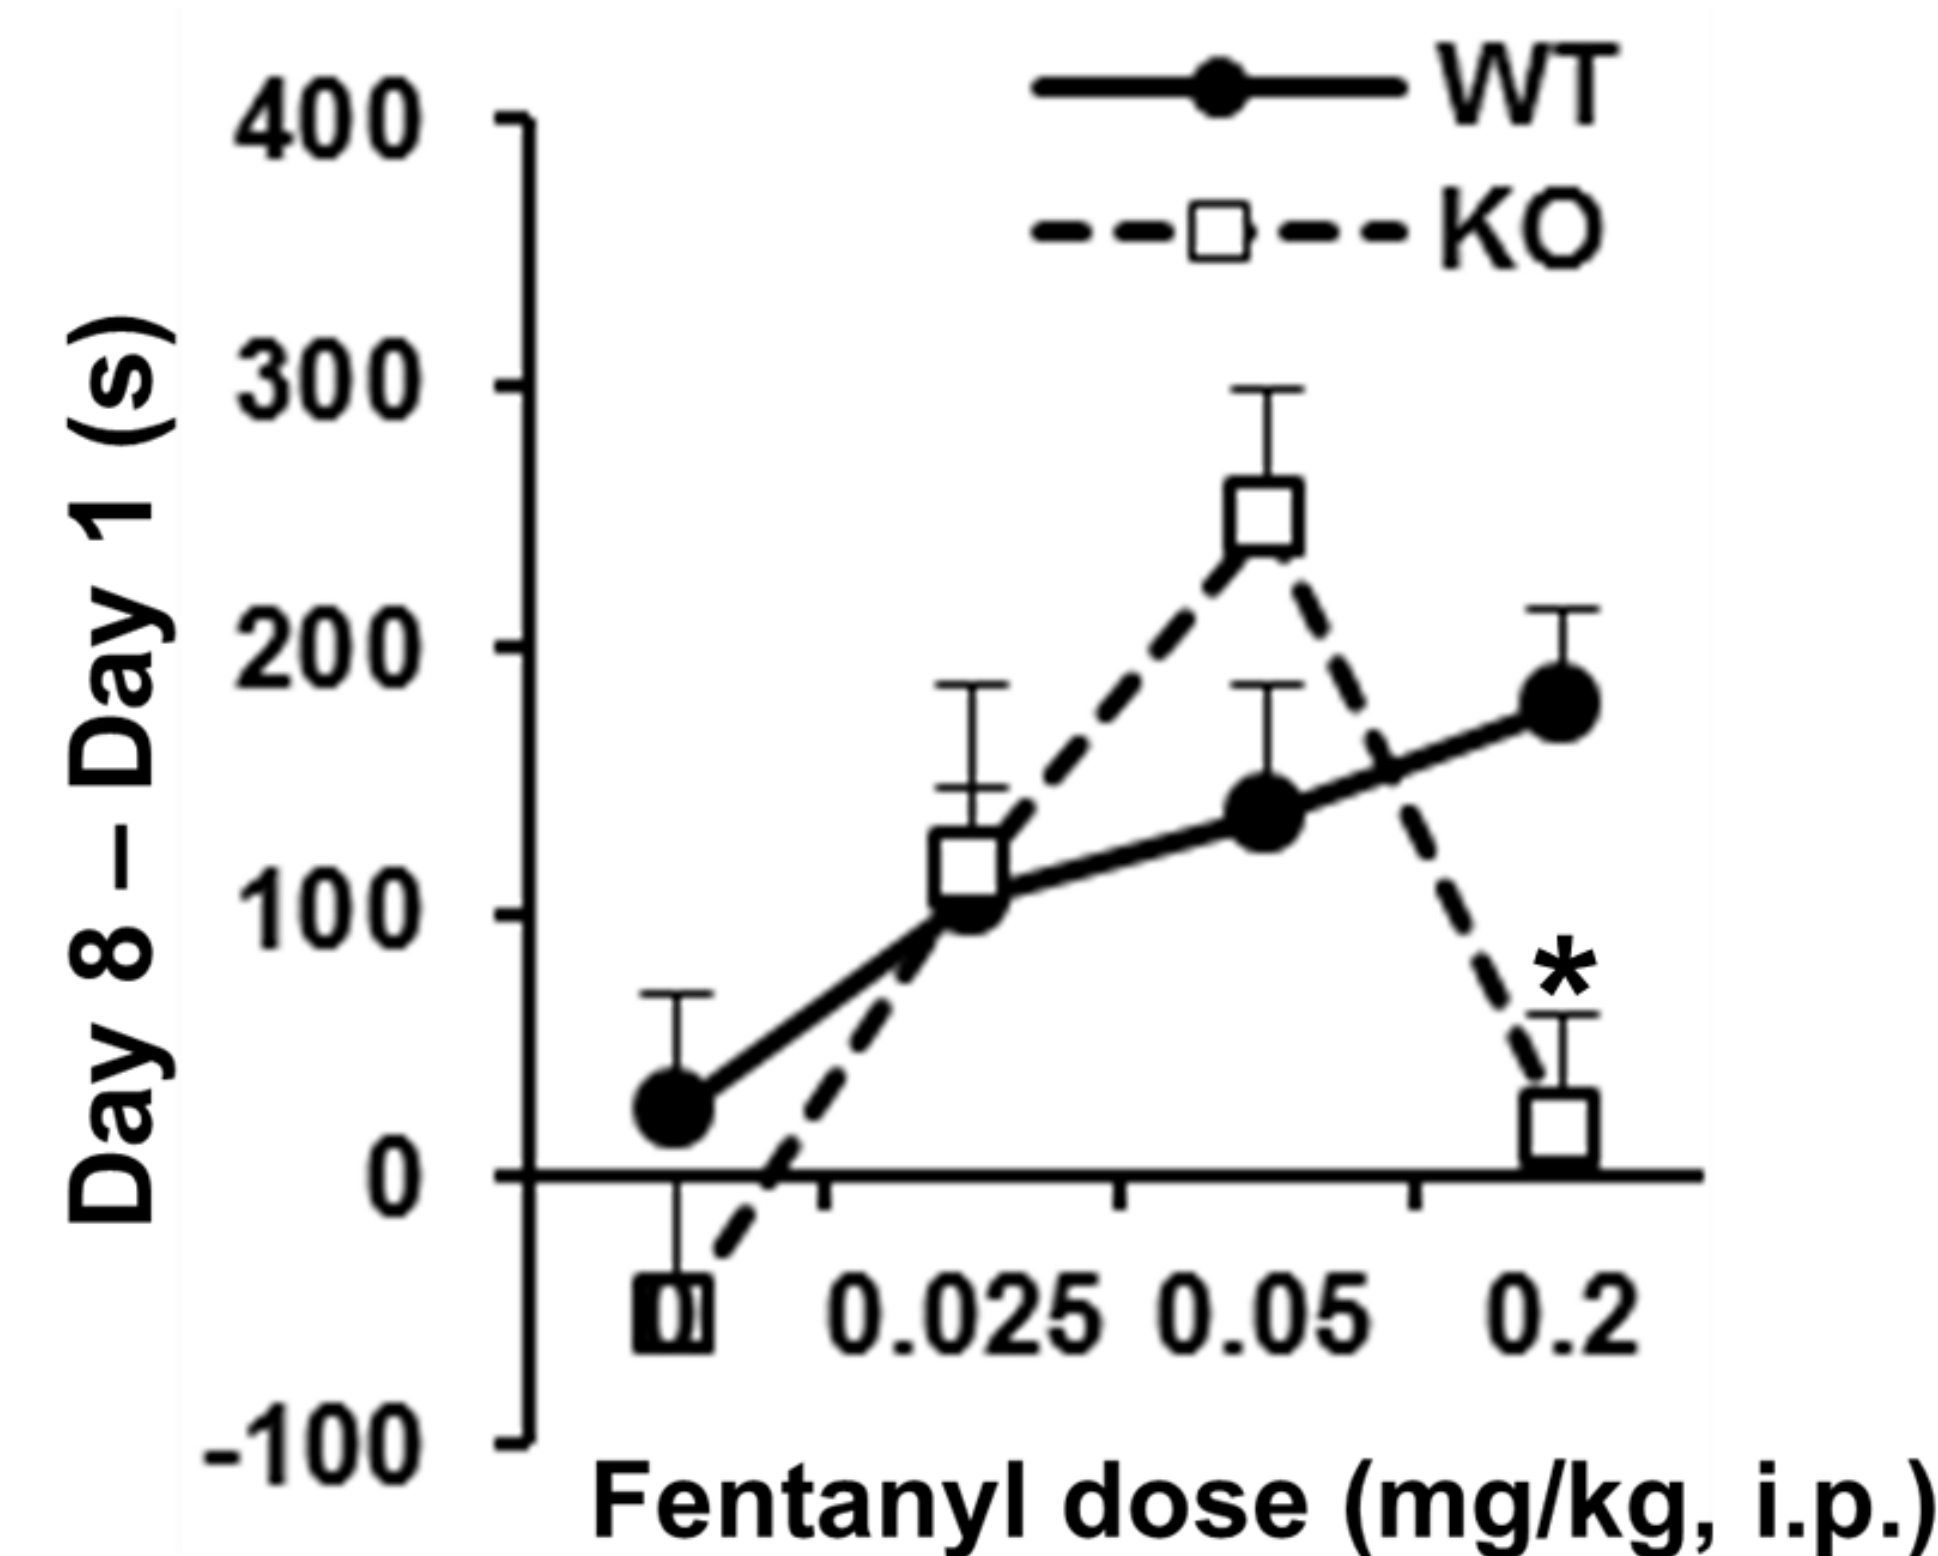 WT
KO
400
300
200
100
0
-100
Day 8 – Day 1 (s)
*
0 0.025 0.05 0.2
Fentanyl dose (mg/kg, i.p.)